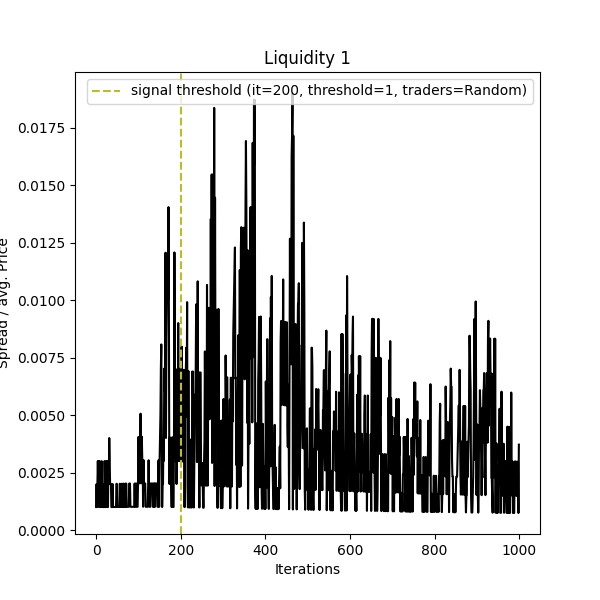 Liquidity 1
signal threshold (it=200, threshold=1, traders=Random)
Spread / avg. Price
0.0175
0.0150
0.0125
0.0100
0.0075
0.0050
0.0025
0.0000
0 200 400 600 800 1000
Iterations